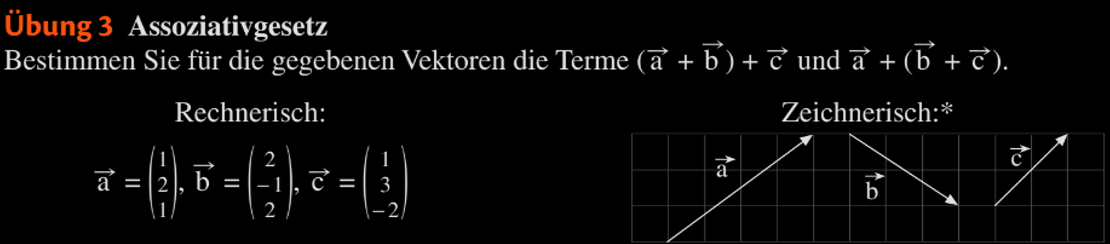 Übung 3 Assoziativgesetz
Bestimmen Sie für die gegebenen Vektoren die Terme (a⃗ + b⃗) + c⃗ und a⃗ + (b⃗ + c⃗).
Rechnerisch:
a⃗ = (1 2 1), b⃗ = (2 −1 2), c⃗ = (1 3 −2)
Zeichnerisch:*
a⃗
b⃗
c⃗